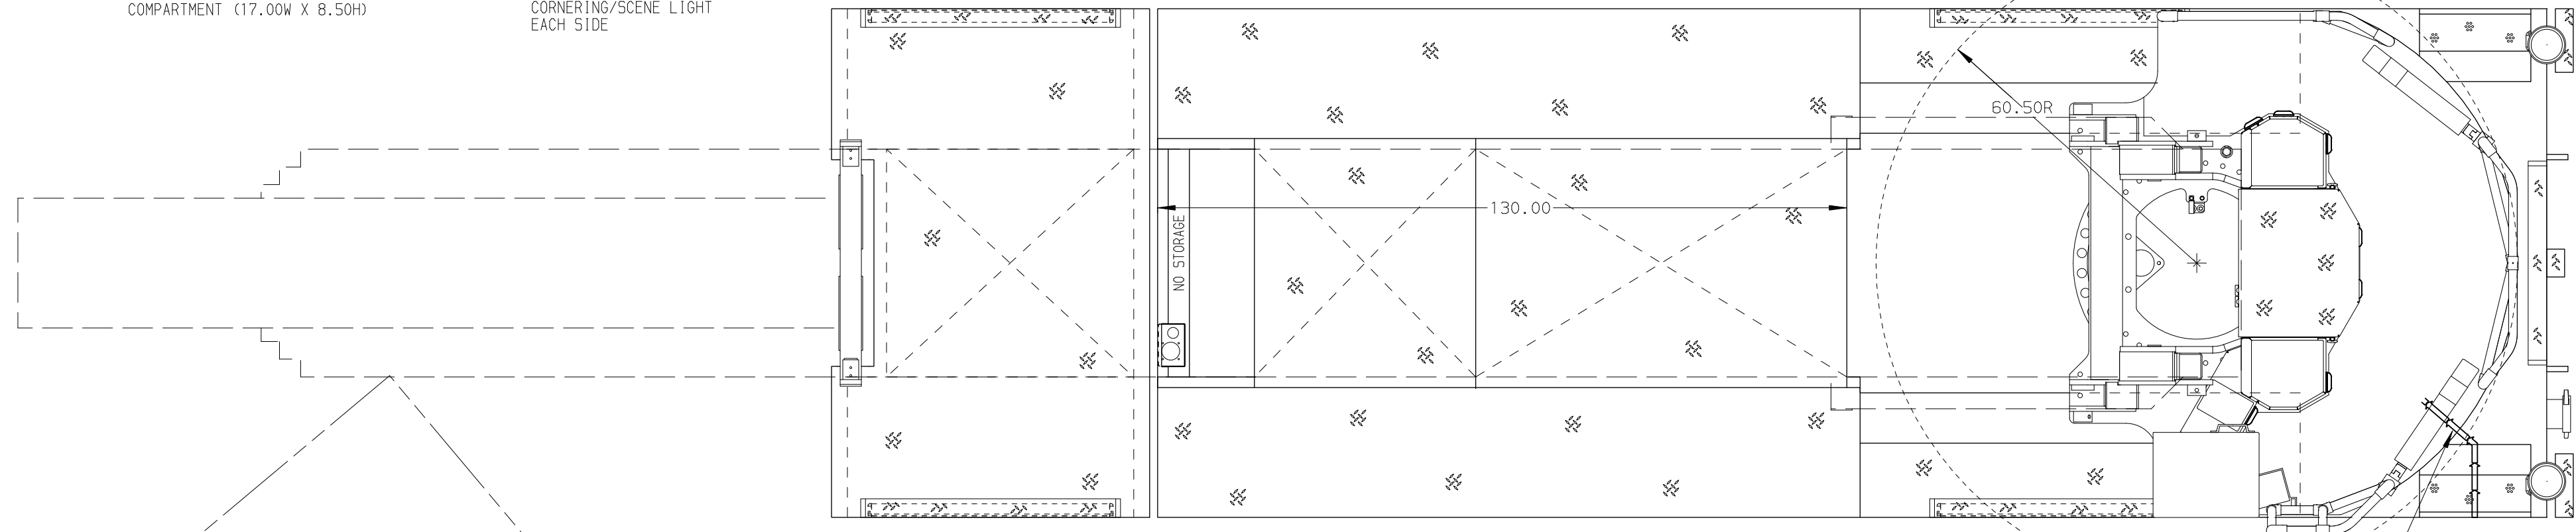 COMPARTMENT (17.00W X 8.50H)
CORNERING/SCENE LIGHT
EACH SIDE
60.50R
130.00
NO STORAGE